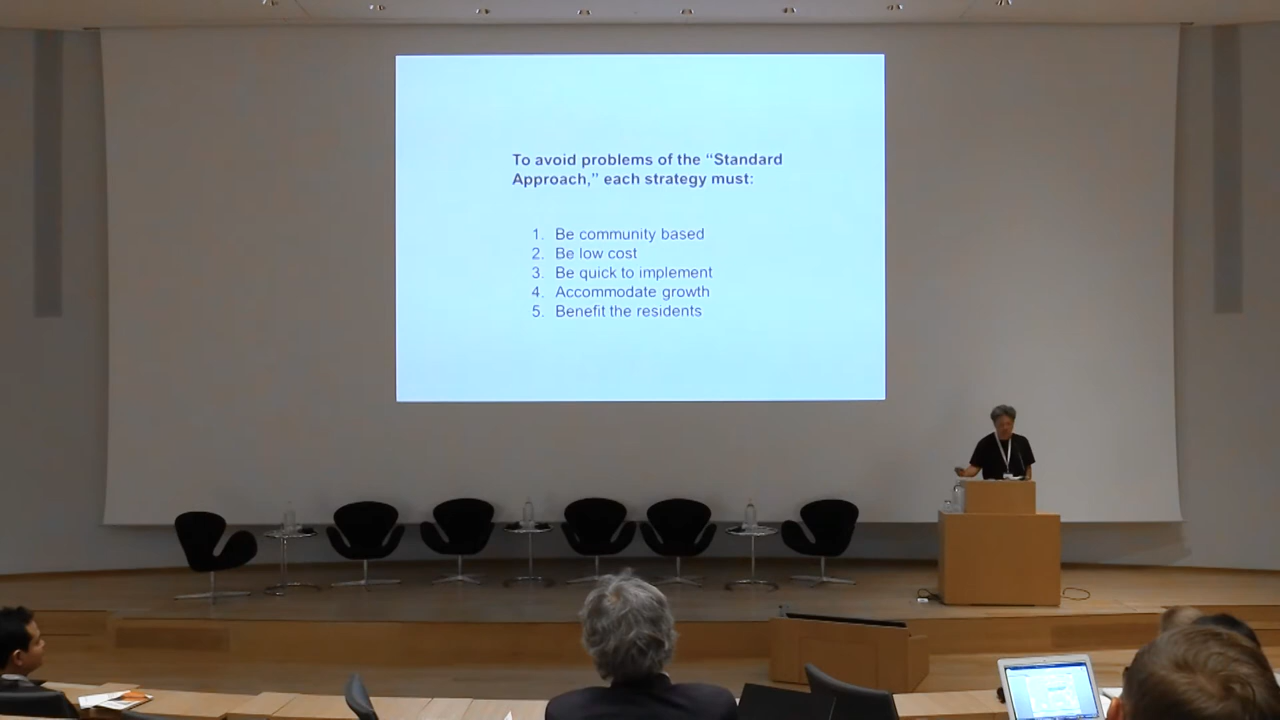 To avoid problems of the “Standard
Approach,” each strategy must:
1. Be community based
2. Be low cost
3. Be quick to implement
4. Accommodate growth
5. Benefit the residents